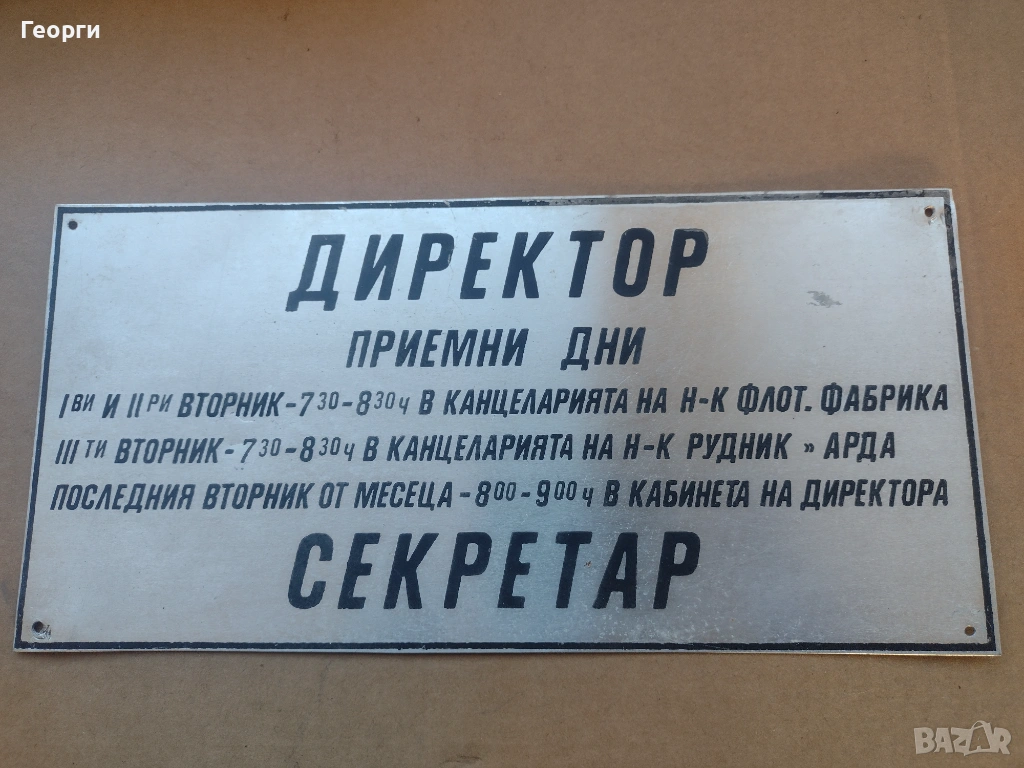 Георги
ДИРЕКТОР
ПРИЕМНИ ДНИ
I ВИ И II РИ ВТОРНИК - 7 30 - 8 30 Ч В КАНЦЕЛАРИЯТА НА Н-К ФЛОТ. ФАБРИКА
III ТИ ВТОРНИК - 7 30 - 8 30 Ч В КАНЦЕЛАРИЯТА НА Н-К РУДНИК » АРДА
ПОСЛЕДНИЯ ВТОРНИК ОТ МЕСЕЦА - 8 00 - 9 00 Ч В КАБИНЕТА НА ДИРЕКТОРА
СЕКРЕТАР
BAZAR